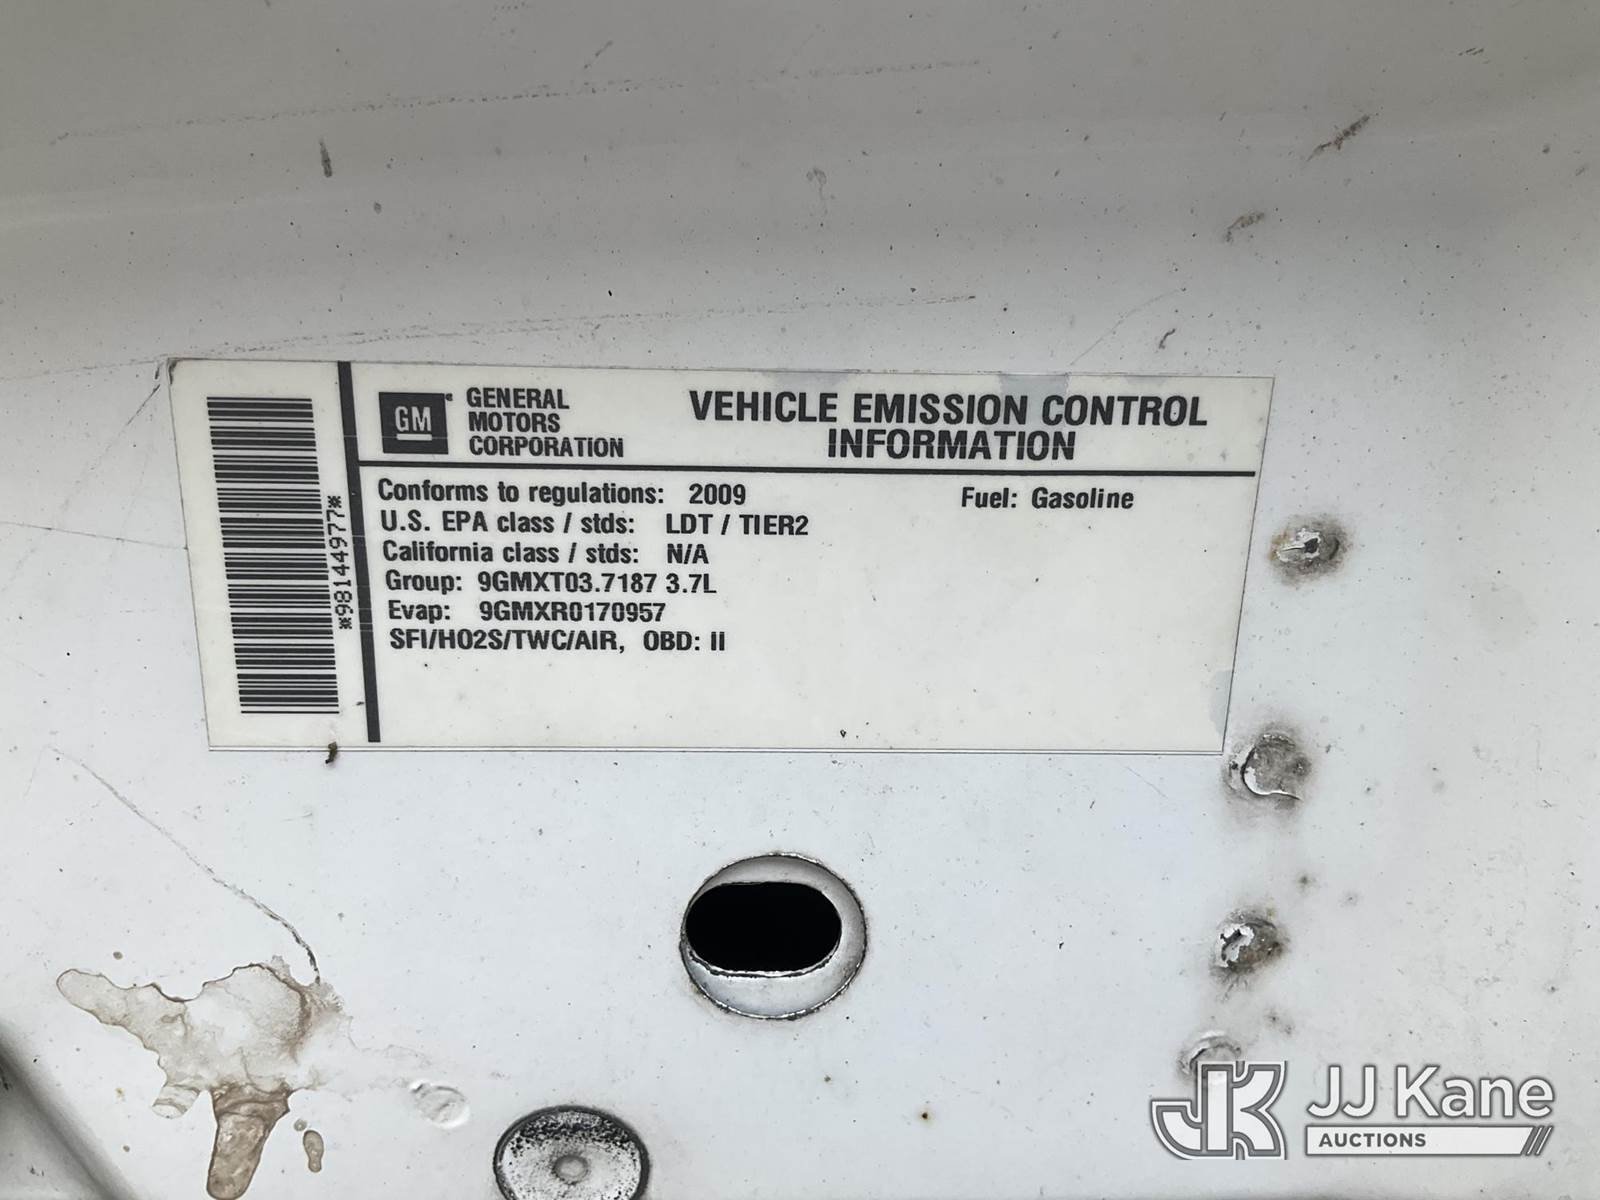 GM
GENERAL
MOTORS
CORPORATION
VEHICLE EMISSION CONTROL
INFORMATION
Conforms to regulations: 2009 Fuel: Gasoline
U.S. EPA class / stds: LDT / TIER2
California class / stds: N/A
Group: 9GMXT03.7187 3.7L
Evap: 9GMXR0170957
SFI/HO2S/TWC/AIR, OBD: II
*98144977*
JK JJ Kane
AUCTIONS